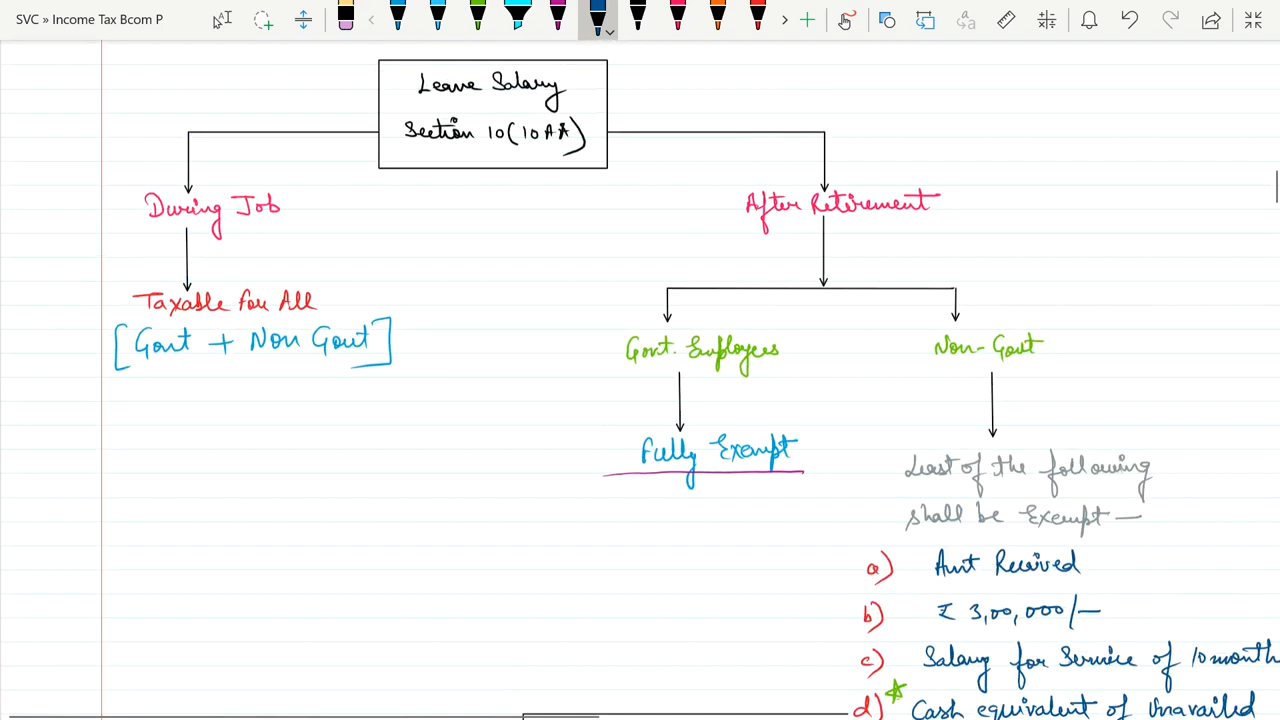 SVC » Income Tax Bcom P
Leave Salary
Section 10(10AA)
During Job
After Retirement
Taxable for All
[Govt + Non Govt]
Govt. Employees
Non-Govt
Fully Exempt
Least of the following
shall be Exempt —
a) Amt Received
b) ₹ 3,00,000/-
c) Salary for Service of 10 month
d) * Cash equivalent of Unavailed